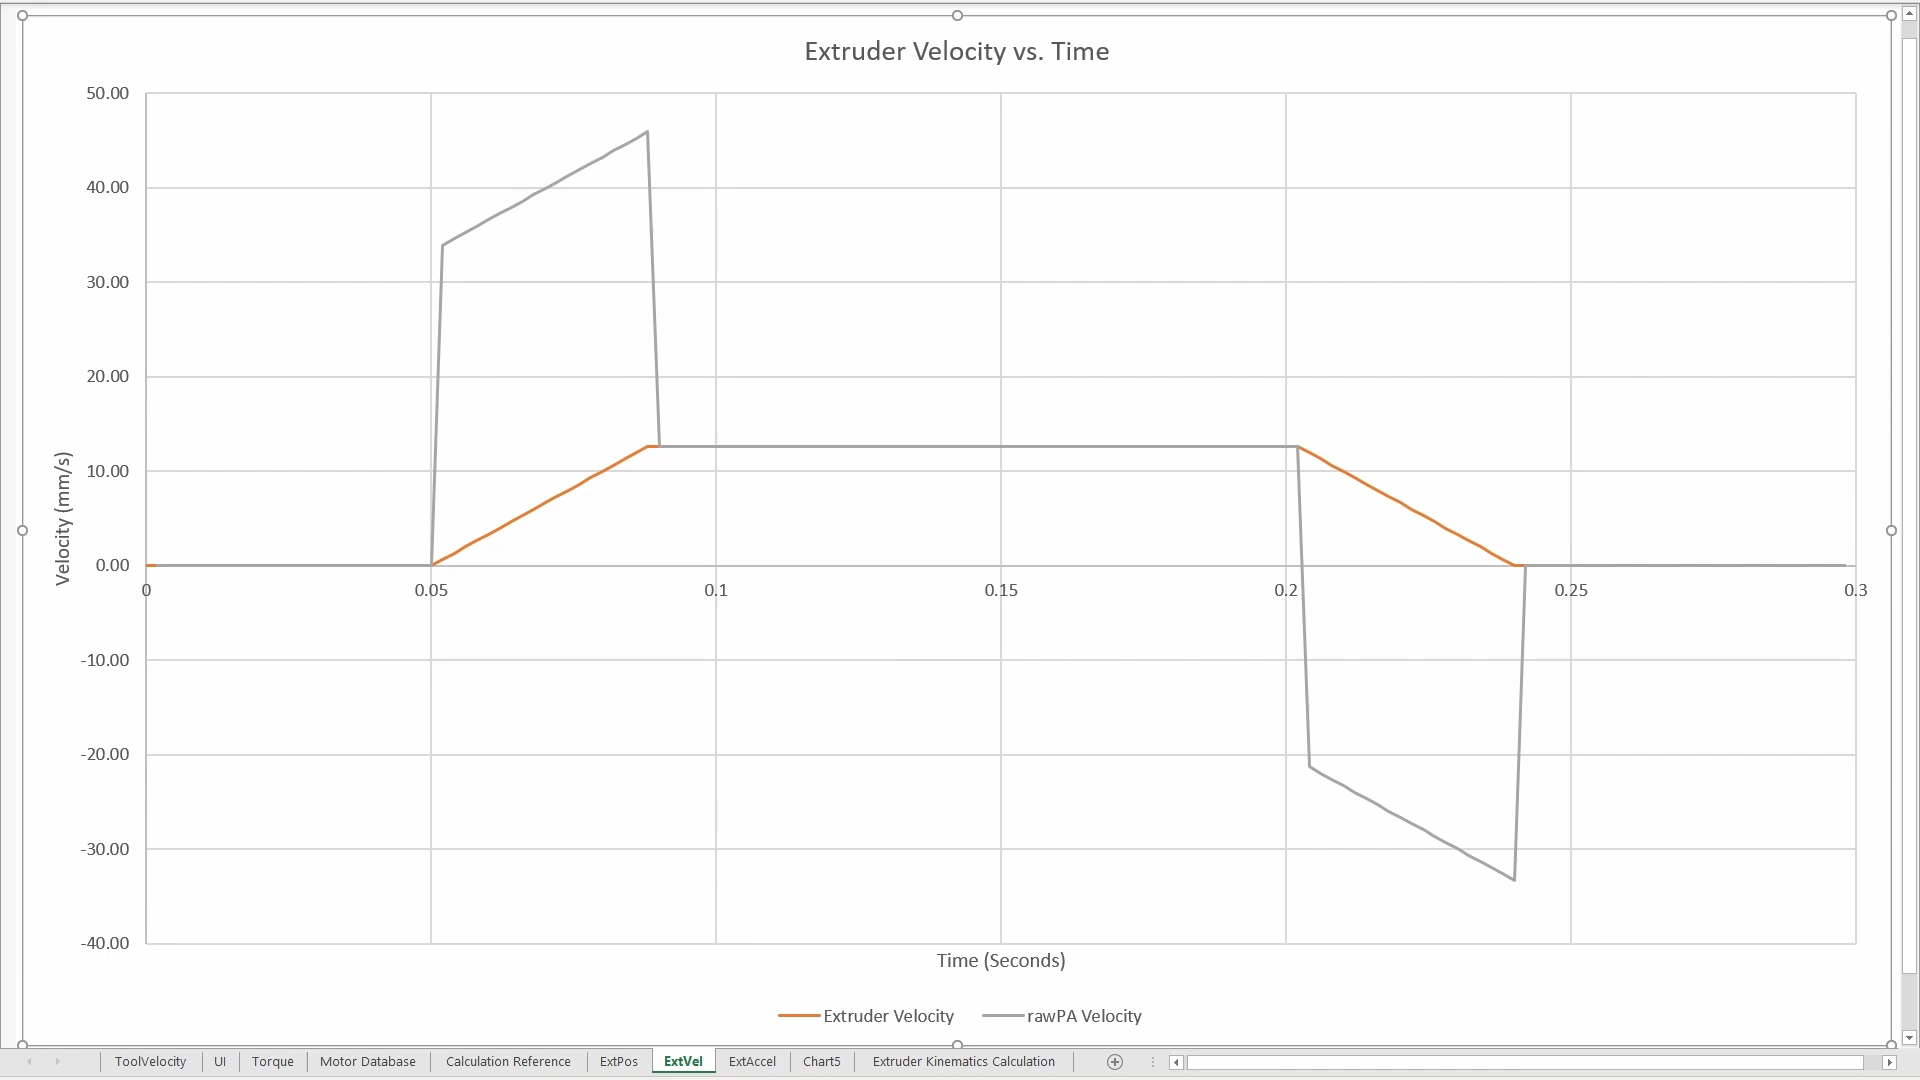 Extruder Velocity vs. Time
50.00
40.00
30.00
20.00
10.00
0.00
-10.00
-20.00
-30.00
-40.00
Velocity (mm/s)
0 0.05 0.1 0.15 0.2 0.25 0.3
Time (Seconds)
Extruder Velocity rawPA Velocity
ToolVelocity UI Torque Motor Database Calculation Reference ExtPos ExtVel ExtAccel Chart5 Extruder Kinematics Calculation